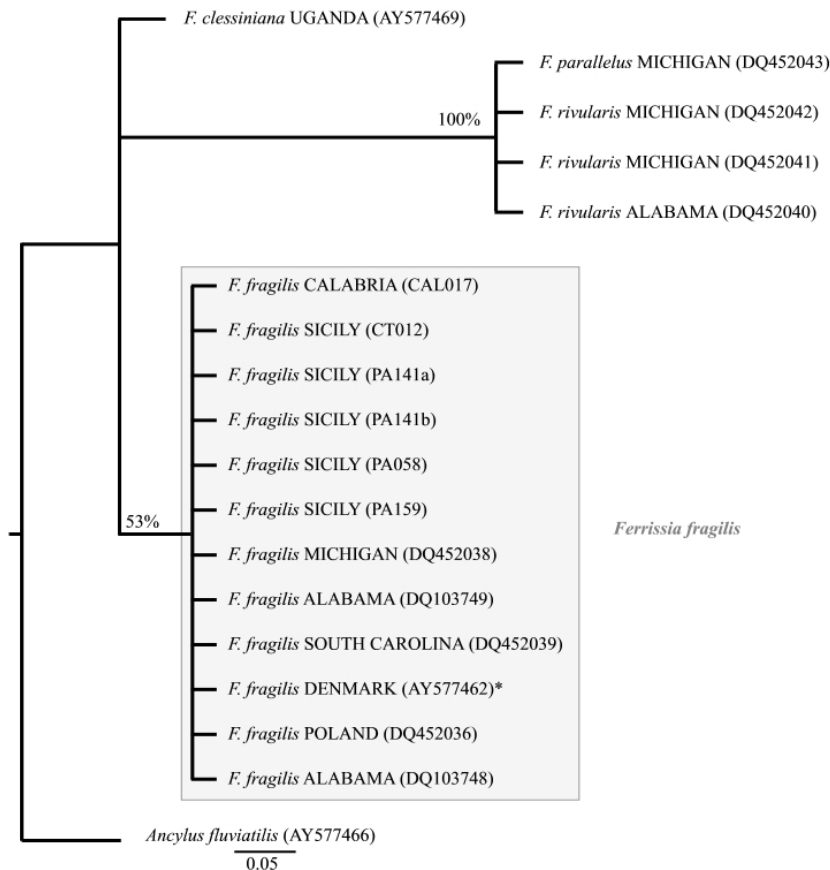 F. clessiniana UGANDA (AY577469)
F. parallelus MICHIGAN (DQ452043)
100%
F. rivularis MICHIGAN (DQ452042)
F. rivularis MICHIGAN (DQ452041)
F. rivularis ALABAMA (DQ452040)
F. fragilis CALABRIA (CAL017)
F. fragilis SICILY (CT012)
F. fragilis SICILY (PA141a)
F. fragilis SICILY (PA141b)
F. fragilis SICILY (PA058)
F. fragilis SICILY (PA159)
53%
Ferrissia fragilis
F. fragilis MICHIGAN (DQ452038)
F. fragilis ALABAMA (DQ103749)
F. fragilis SOUTH CAROLINA (DQ452039)
F. fragilis DENMARK (AY577462)*
F. fragilis POLAND (DQ452036)
F. fragilis ALABAMA (DQ103748)
Ancylus fluviatilis (AY577466)
0.05